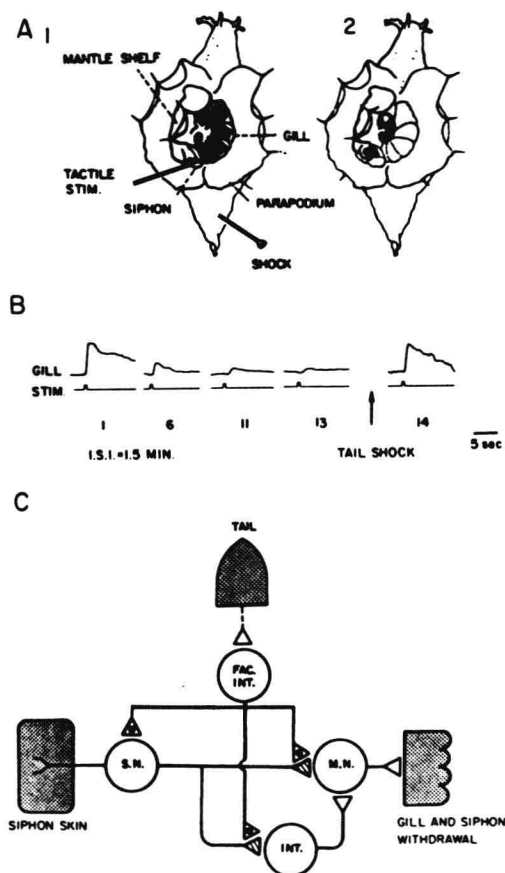 A 1
2
MANTLE SHELF
GILL
TACTILE
STIM.
SIPHON
PARAPODIUM
SHOCK
B
GILL
STIM.
1 6 11 13 14
5 sec
I.S.I.=1.5 MIN.
TAIL SHOCK
C
TAIL
FAC.
INT.
S.N.
M.N.
SIPHON SKIN
INT.
GILL AND SIPHON
WITHDRAWAL